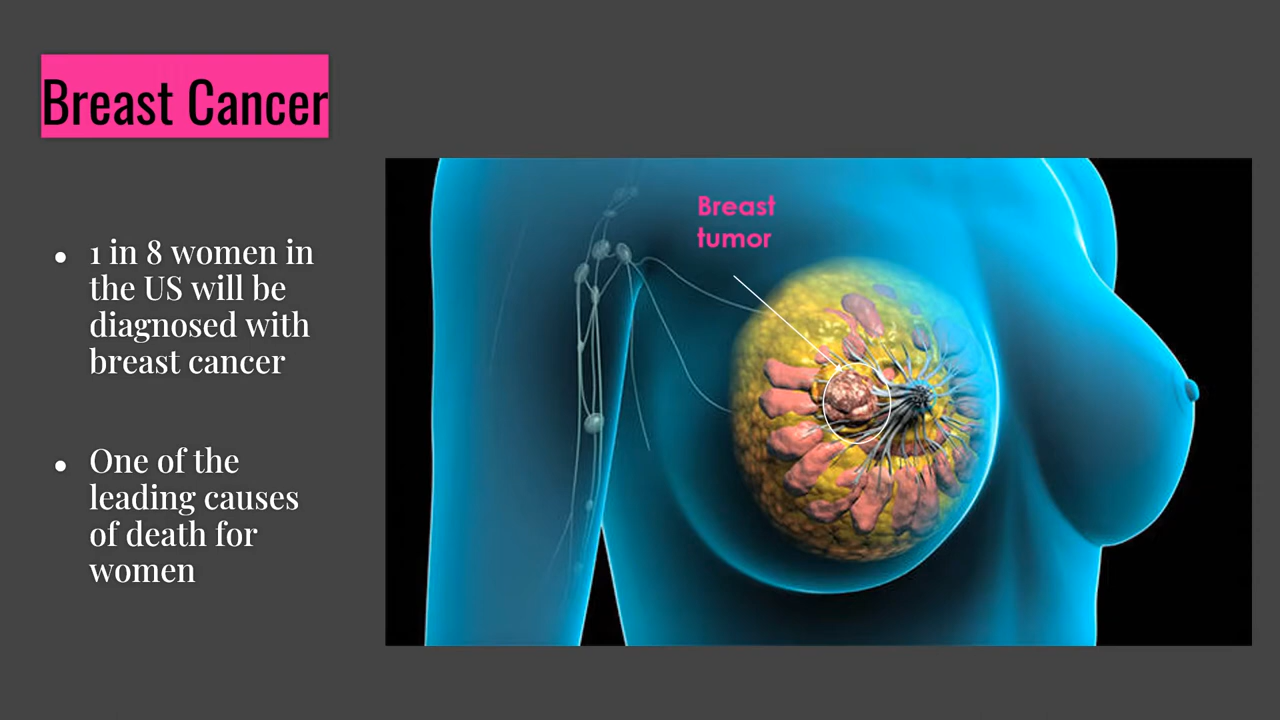 Breast Cancer
• 1 in 8 women in
the US will be
diagnosed with
breast cancer
• One of the
leading causes
of death for
women
Breast
tumor